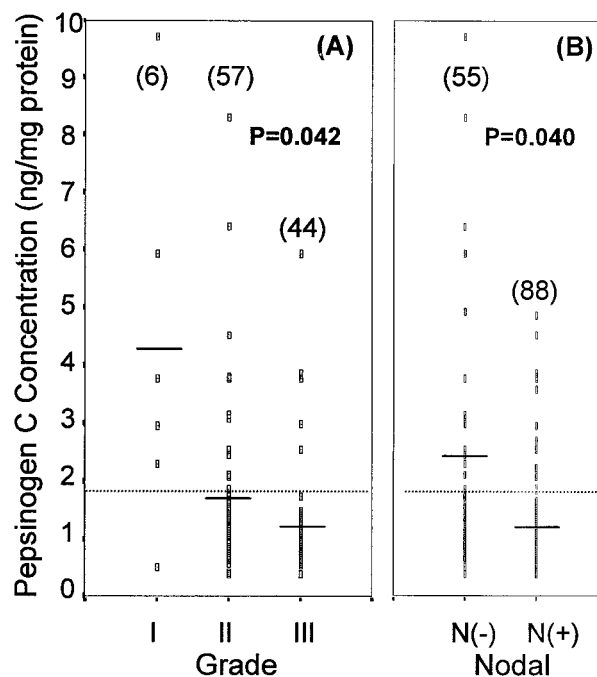 Pepsinogen C Concentration (ng/mg protein)
10
9
8
7
6
5
4
3
2
1
0
(A)
(6)
(57)
P=0.042
(44)
I II III
Grade
(B)
(55)
P=0.040
(88)
N(-) N(+)
Nodal